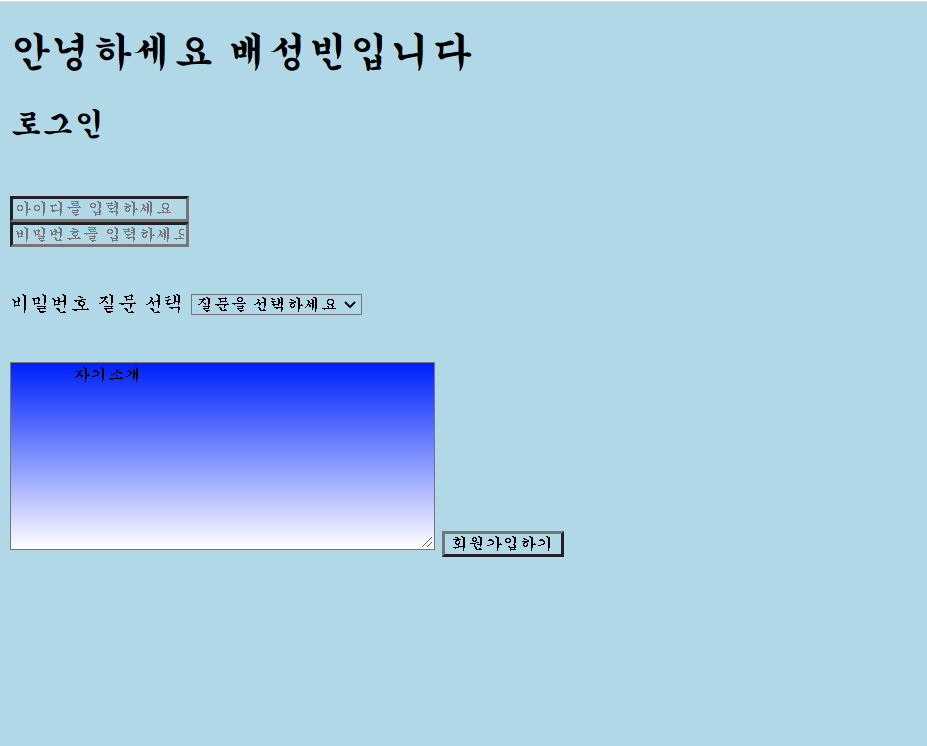 안녕하세요 배성빈입니다
로그인
아이디를 입력하세요
비밀번호를 입력하세요
비밀번호 질문 선택 질문을 선택하세요
자기소개
회원가입하기